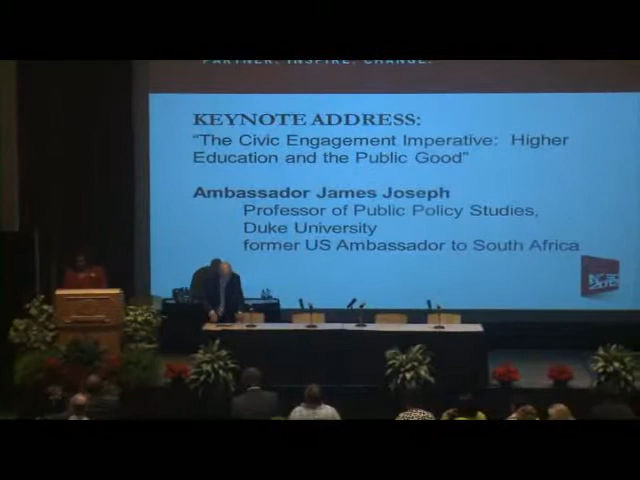 PARTNER. INSPIRE. CHANGE.
KEYNOTE ADDRESS:
"The Civic Engagement Imperative: Higher
Education and the Public Good"
Ambassador James Joseph
Professor of Public Policy Studies,
Duke University
former US Ambassador to South Africa